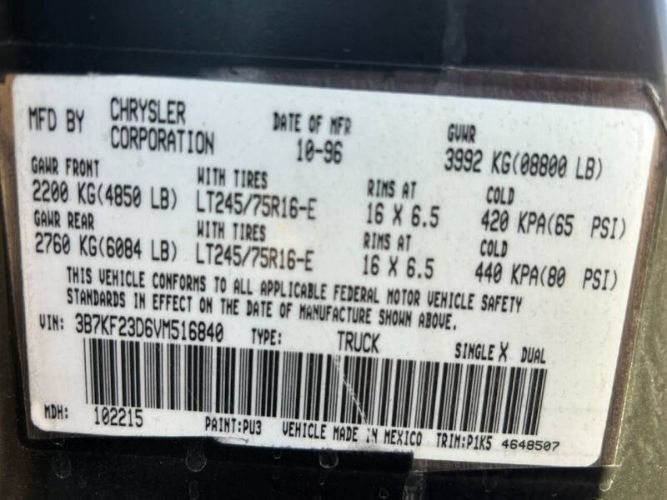 MFD BY CHRYSLER CORPORATION DATE OF MFR 10-96 GVWR 3992 KG(08800 LB)
GAWR FRONT WITH TIRES RIMS AT COLD
2200 KG(4850 LB) LT245/75R16-E 16 X 6.5 420 KPA(65 PSI)
GAWR REAR WITH TIRES RIMS AT COLD
2760 KG(6084 LB) LT245/75R16-E 16 X 6.5 440 KPA(80 PSI)
THIS VEHICLE CONFORMS TO ALL APPLICABLE FEDERAL MOTOR VEHICLE SAFETY
STANDARDS IN EFFECT ON THE DATE OF MANUFACTURE SHOWN ABOVE.
VIN: 3B7KF23D6VM516840 TYPE: TRUCK SINGLE X DUAL
MDH: 102215 PAINT:PU3 VEHICLE MADE IN MEXICO TRIM:P1K5 4648507